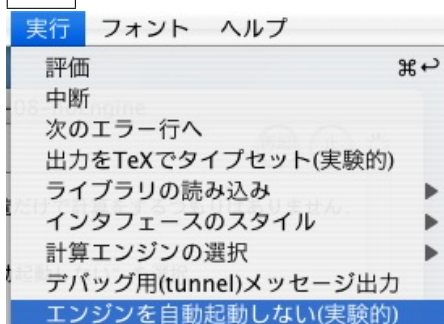 実行 フォント ヘルプ
評価 ⌘↩
中断
次のエラー行へ
出力をTeXでタイプセット(実験的)
ライブラリの読み込み ▶
インタフェースのスタイル ▶
計算エンジンの選択 ▶
デバッグ用(tunnel)メッセージ出力
エンジンを自動起動しない(実験的)